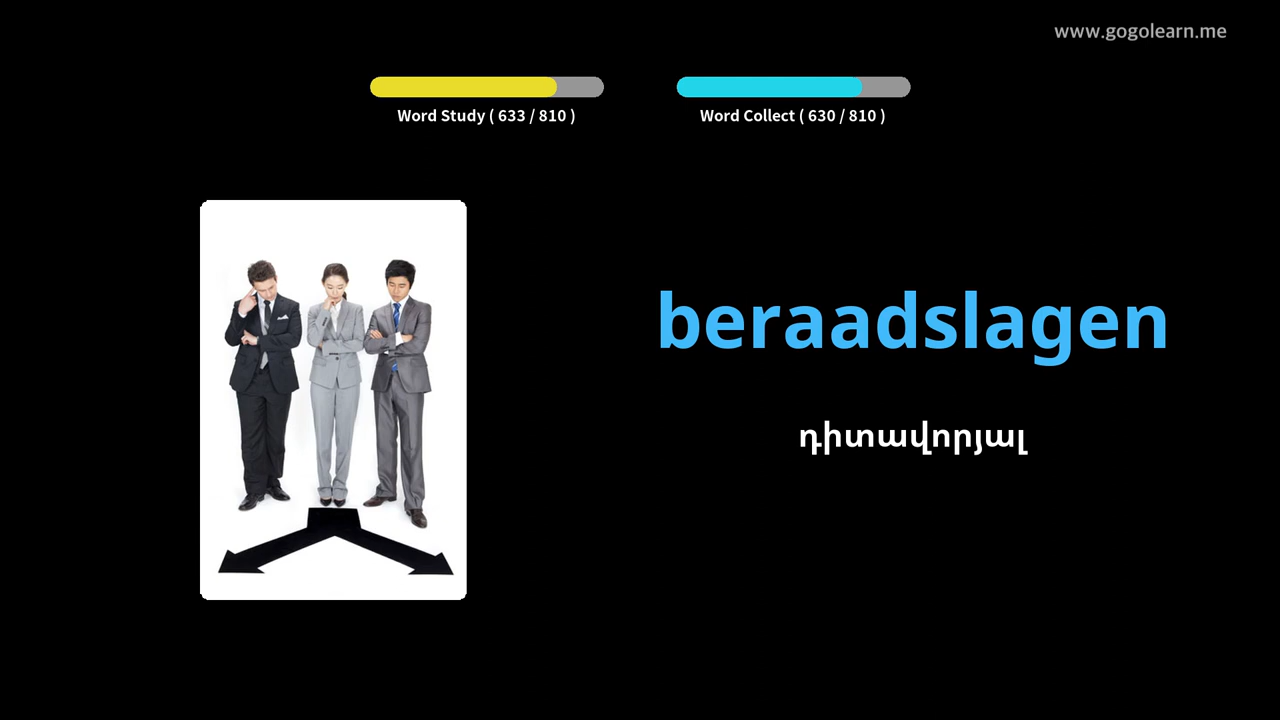 www.gogolearn.me
Word Study ( 633 / 810 )
Word Collect ( 630 / 810 )
beraadslagen
դիտավորյալ